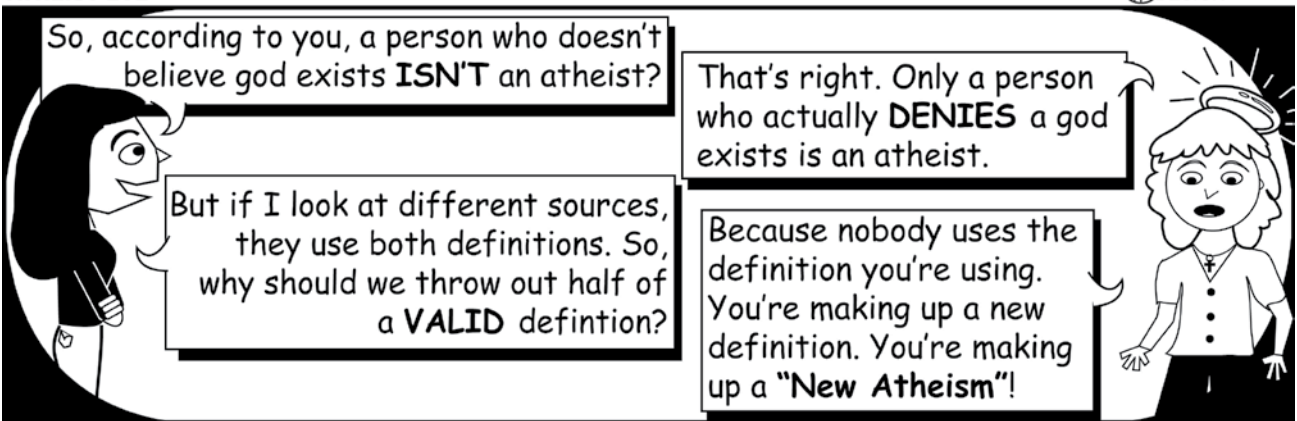 So, according to you, a person who doesn't
believe god exists ISN'T an atheist?
That's right. Only a person
who actually DENIES a god
exists is an atheist.
But if I look at different sources,
they use both definitions. So,
why should we throw out half of
a VALID defintion?
Because nobody uses the
definition you're using.
You're making up a new
definition. You're making
up a “New Atheism”!